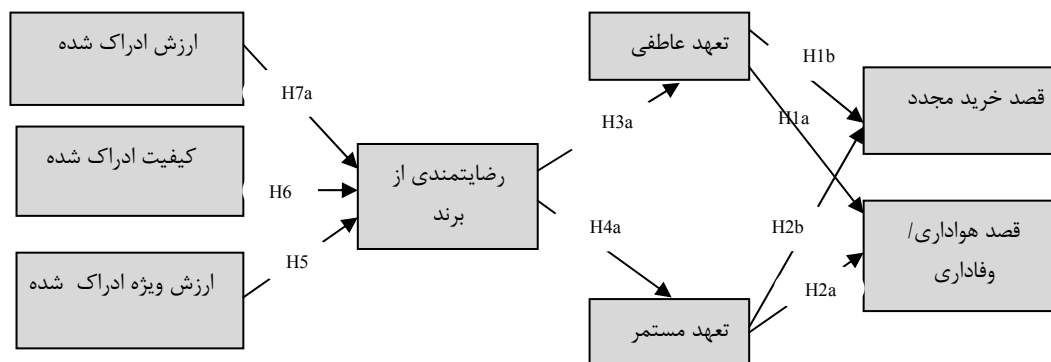 ارزش ادراک شده
کیفیت ادراک شده
ارزش ویژه ادراک شده
H7a
H6
H5
رضایتمندی از
برند
H3a
H4a
تعهد عاطفی
تعهد مستمر
H1b
H1a
H2b
H2a
قصد خرید مجدد
قصد هواداری/
وفاداری